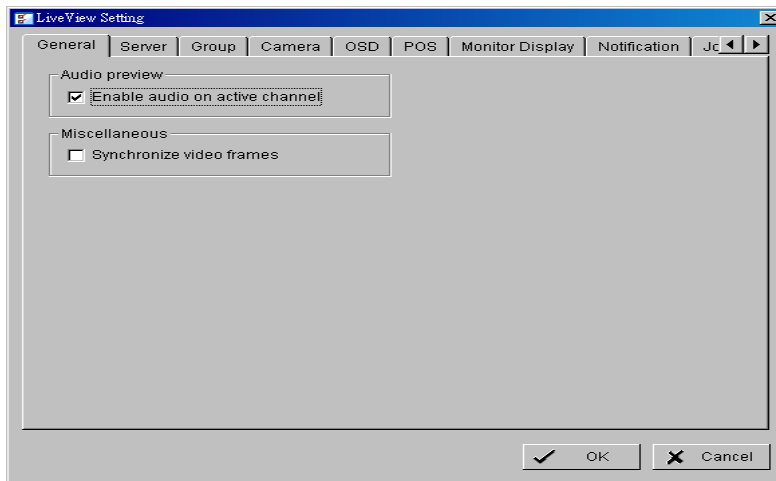 LiveView Setting
General Server Group Camera OSD POS Monitor Display Notification
Audio preview
Enable audio on active channel
Miscellaneous
Synchronize video frames
OK Cancel